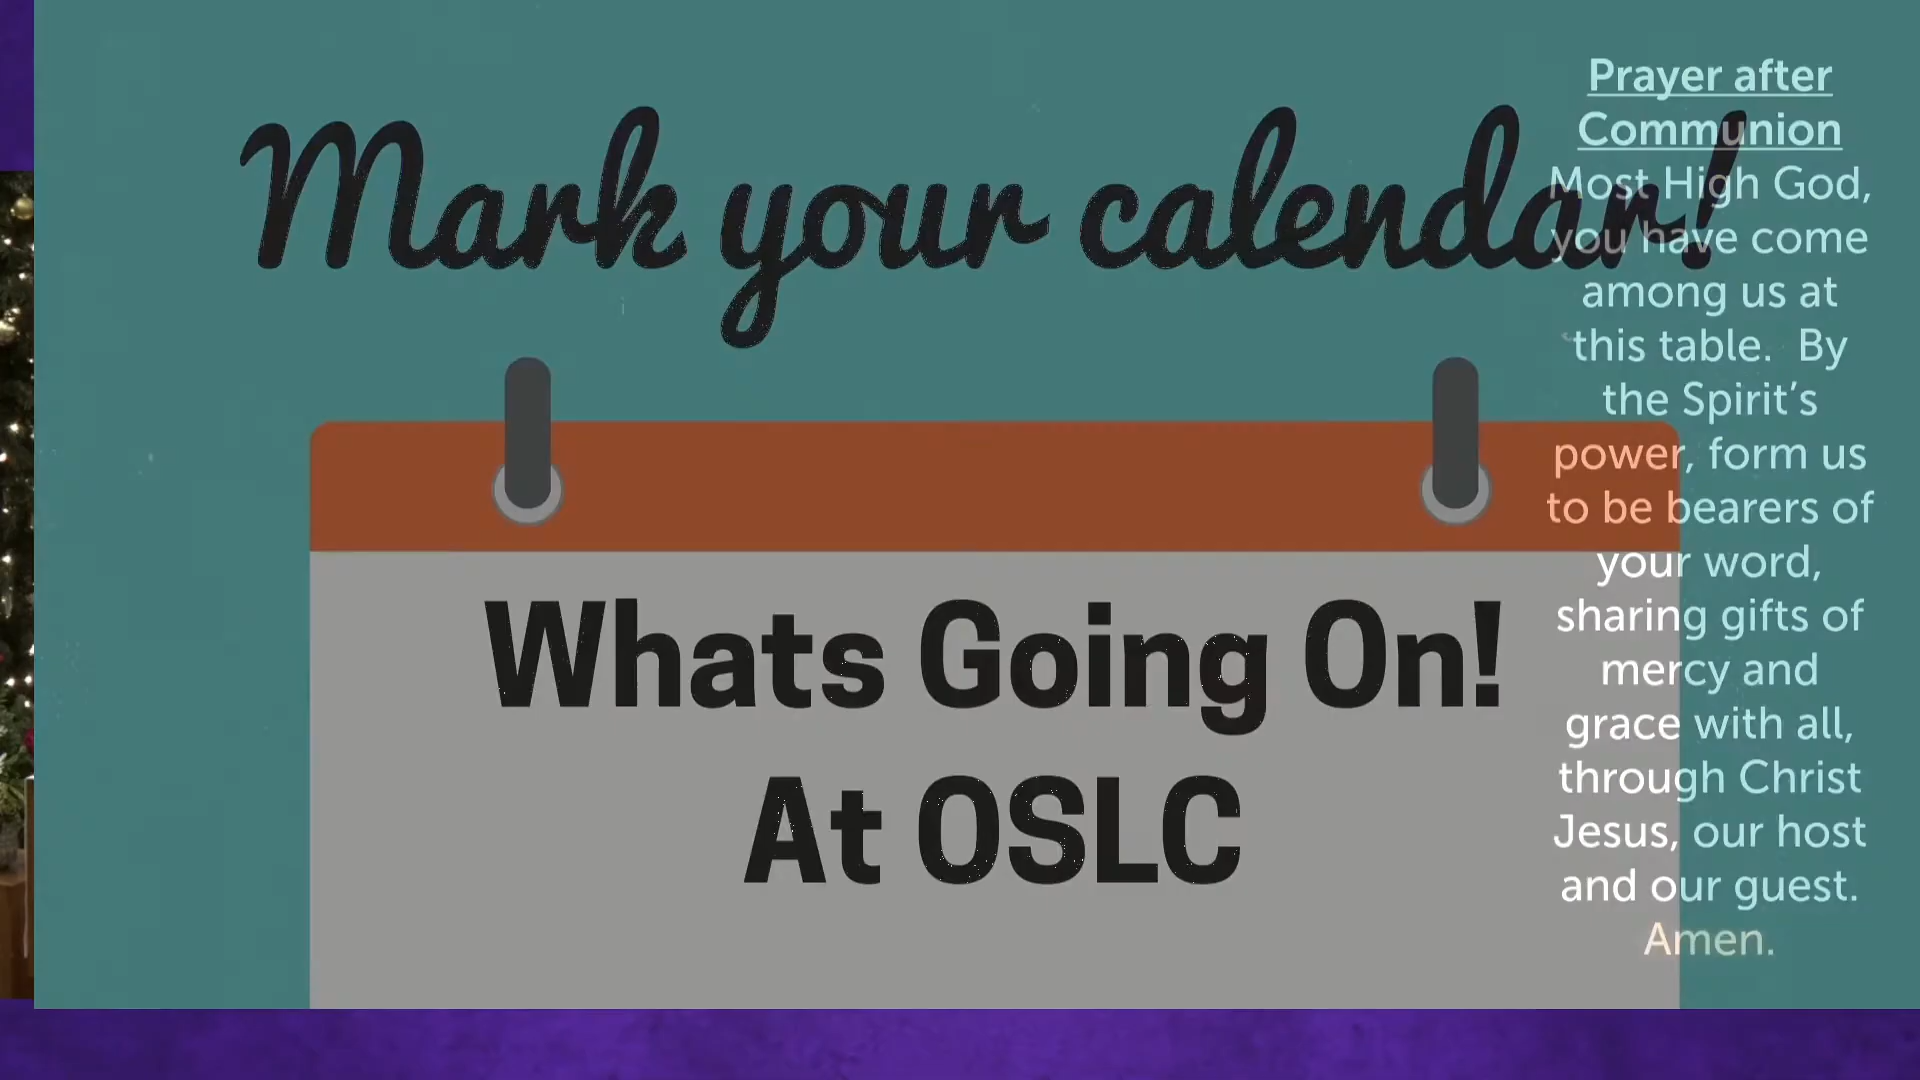 Mark your calendar!
Whats Going On!
At OSLC
Prayer after
Communion
Most High God,
you have come
among us at
this table.  By
the Spirit’s
power, form us
to be bearers of
your word,
sharing gifts of
mercy and
grace with all,
through Christ
Jesus, our host
and our guest.
Amen.